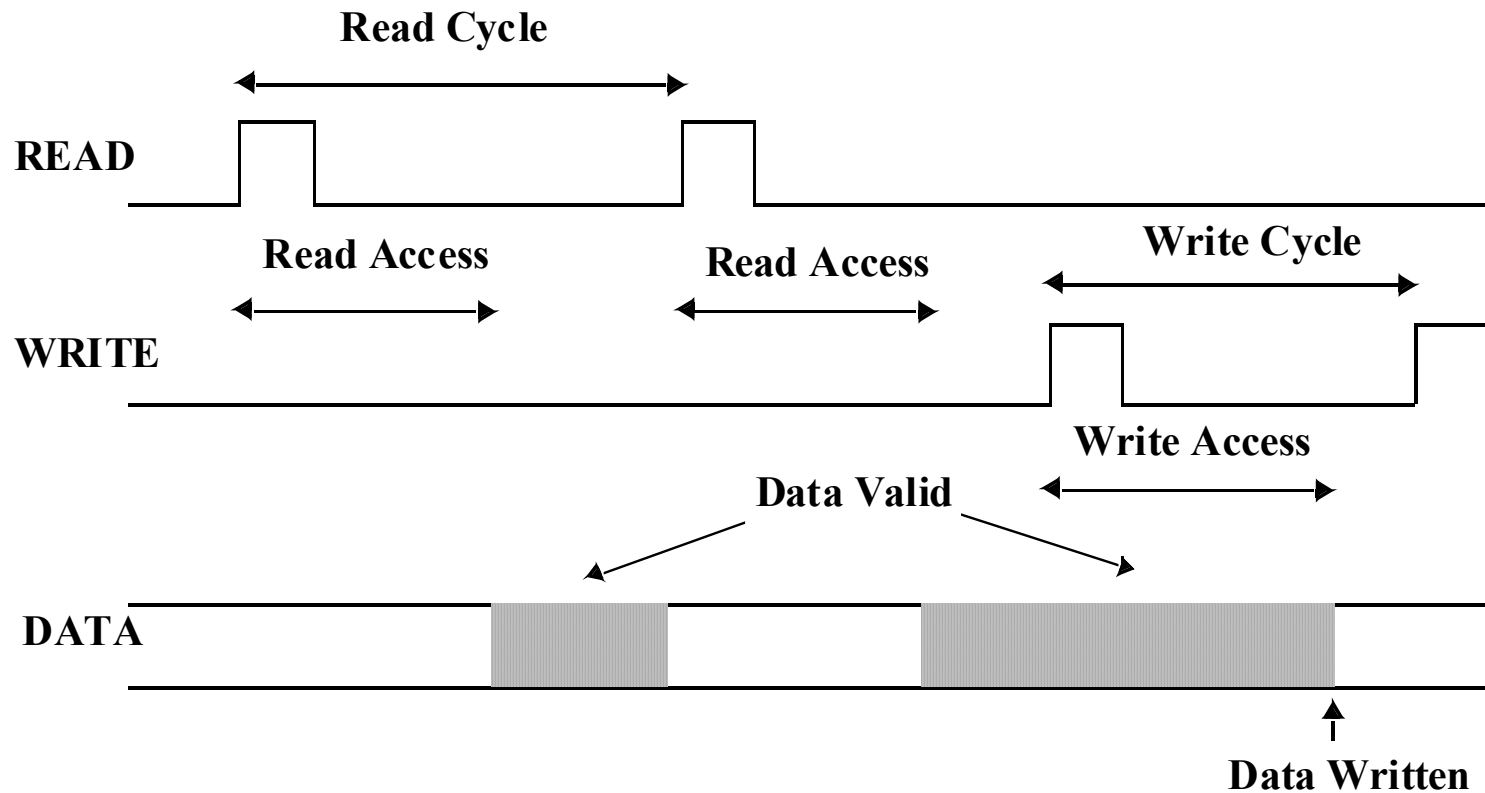 Read Cycle
READ
Read Access
Read Access
Write Cycle
WRITE
Write Access
Data Valid
DATA
Data Written